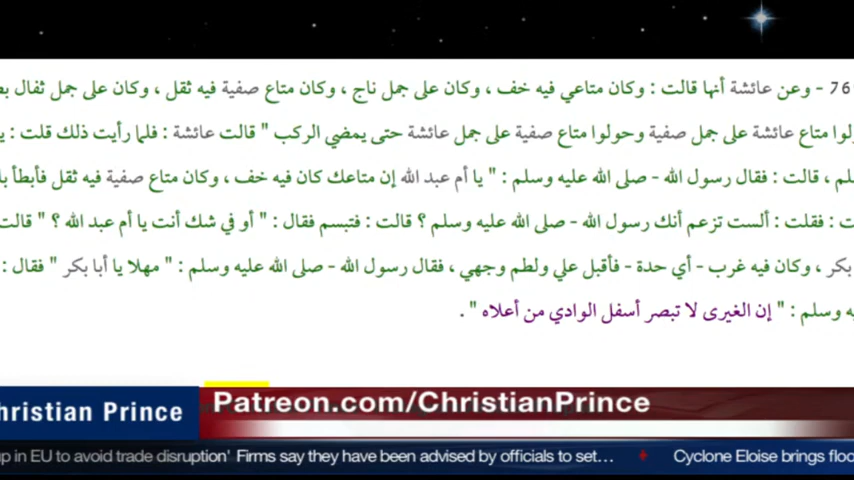 76 - وعن عائشة أنها قالت : وكان متاعي فيه خف ، وكان على جمل ناج ، وكان متاع صفية فيه ثقل ، وكان على جمل ثفال
متاع عائشة على جمل صفية وحولوا متاع صفية على جمل عائشة حتى يمضي الركب " قالت عائشة : فلما رأيت ذلك قلت :
، قالت : فقال رسول الله - صلى الله عليه وسلم : " يا أم عبد الله إن متاعك كان فيه خف ، وكان متاع صفية فيه ثقل فأبطأ
: فقلت : ألست تزعم أنك رسول الله - صلى الله عليه وسلم ؟ قالت : فتبسم فقال : " أو في شك أنت يا أم عبد الله ؟ " قالت
بكر ، وكان فيه غرب - أي حدة - فأقبل علي ولطم وجهي ، فقال رسول الله - صلى الله عليه وسلم : " مهلا يا أبا بكر " فقال :
وسلم : " إن الغيرى لا تبصر أسفل الوادي من أعلاه " .
Patreon.com/ChristianPrince
hristian Prince
in EU to avoid trade disruption' Firms say they have been advised by officials to set... Cyclone Eloise brings